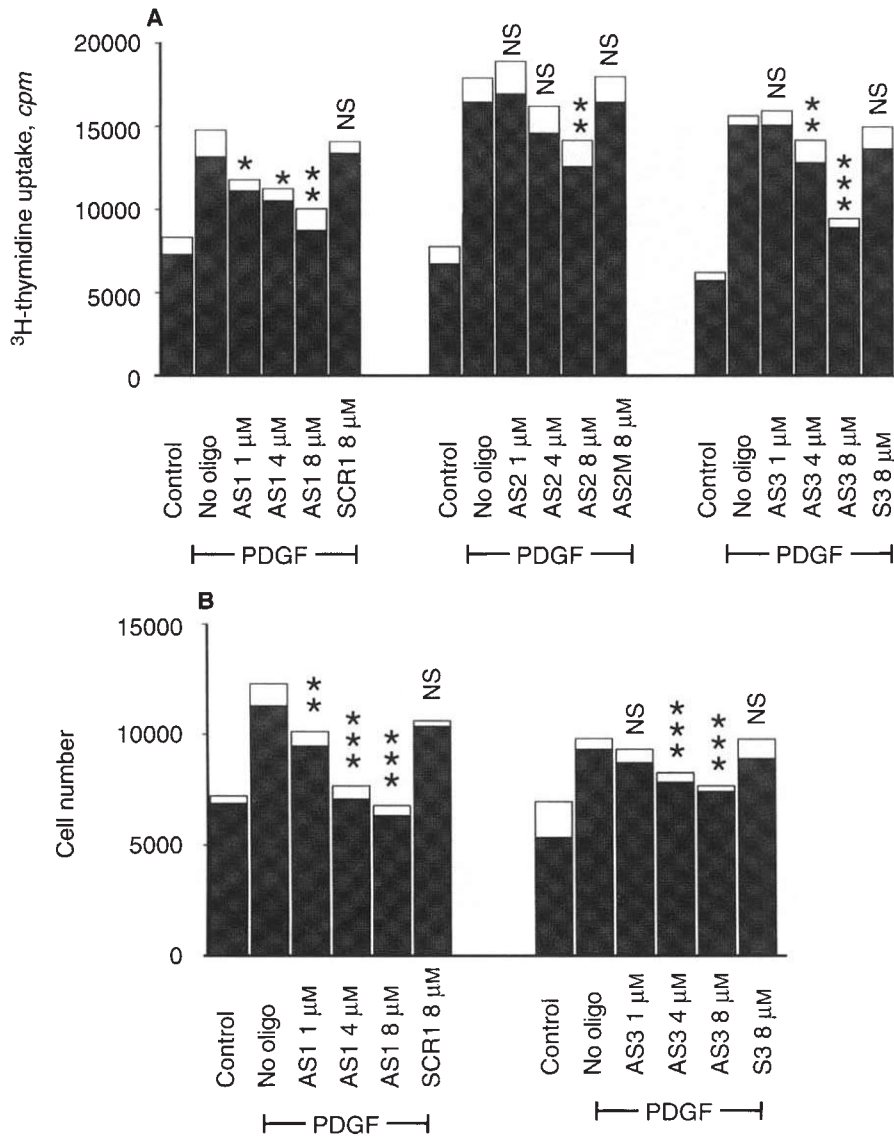 A
20000
15000
10000
5000
0
³H-thymidine uptake, cpm
*
*
**
NS
NS
NS
**
NS
NS
**
***
NS
Control
No oligo
AS1 1 μM
AS1 4 μM
AS1 8 μM
SCR1 8 μM
PDGF
Control
No oligo
AS2 1 μM
AS2 4 μM
AS2 8 μM
AS2M 8 μM
PDGF
Control
No oligo
AS3 1 μM
AS3 4 μM
AS3 8 μM
S3 8 μM
PDGF
B
15000
10000
5000
0
Cell number
**
***
***
NS
NS
***
***
NS
Control
No oligo
AS1 1 μM
AS1 4 μM
AS1 8 μM
SCR1 8 μM
PDGF
Control
No oligo
AS3 1 μM
AS3 4 μM
AS3 8 μM
S3 8 μM
PDGF